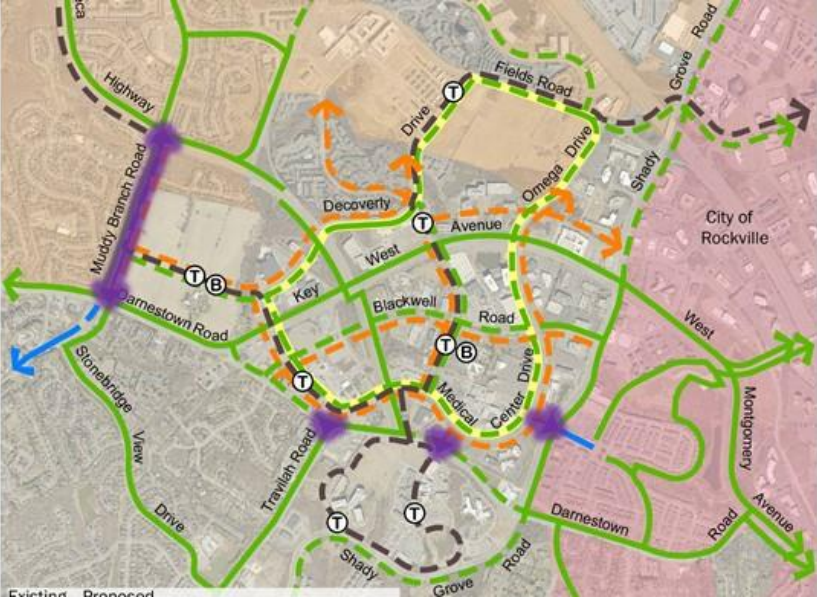 ca
Road
Grove
Fields Road
T
Highway
Drive
Drive
Muddy Branch Road
Omega
Shady
Decoverly
T
Avenue
City of
Rockville
West
T B
Key
Blackwell
Road
Darnestown Road
West
T B
Stonebridge
T
Drive
Medical
Center
Montgomery
View
Travilah Road
T
T
Darnestown
Road
Avenue
Drive
Shady
Grove
Road
Existing Proposed